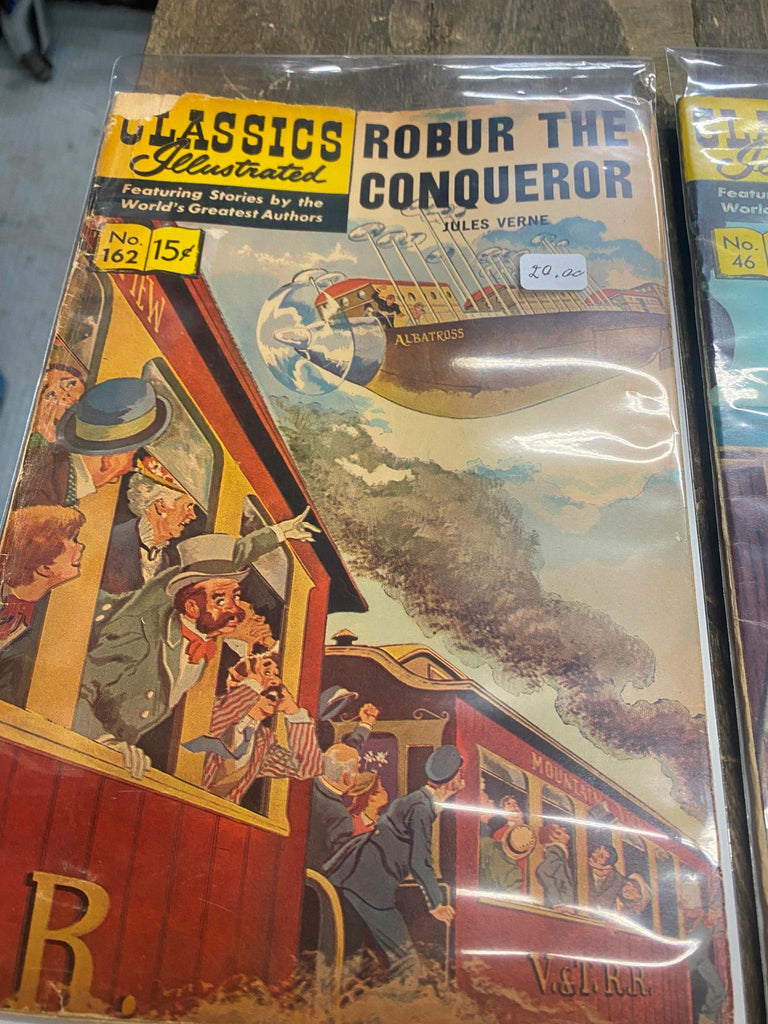 CLASSICS
Illustrated
Featuring Stories by the
World's Greatest Authors
No.
162
15¢
ROBUR THE
CONQUEROR
JULES VERNE
20.00
ALBATROSS
MOUNTAIN
R.
V.&T.R.R.
No.
46